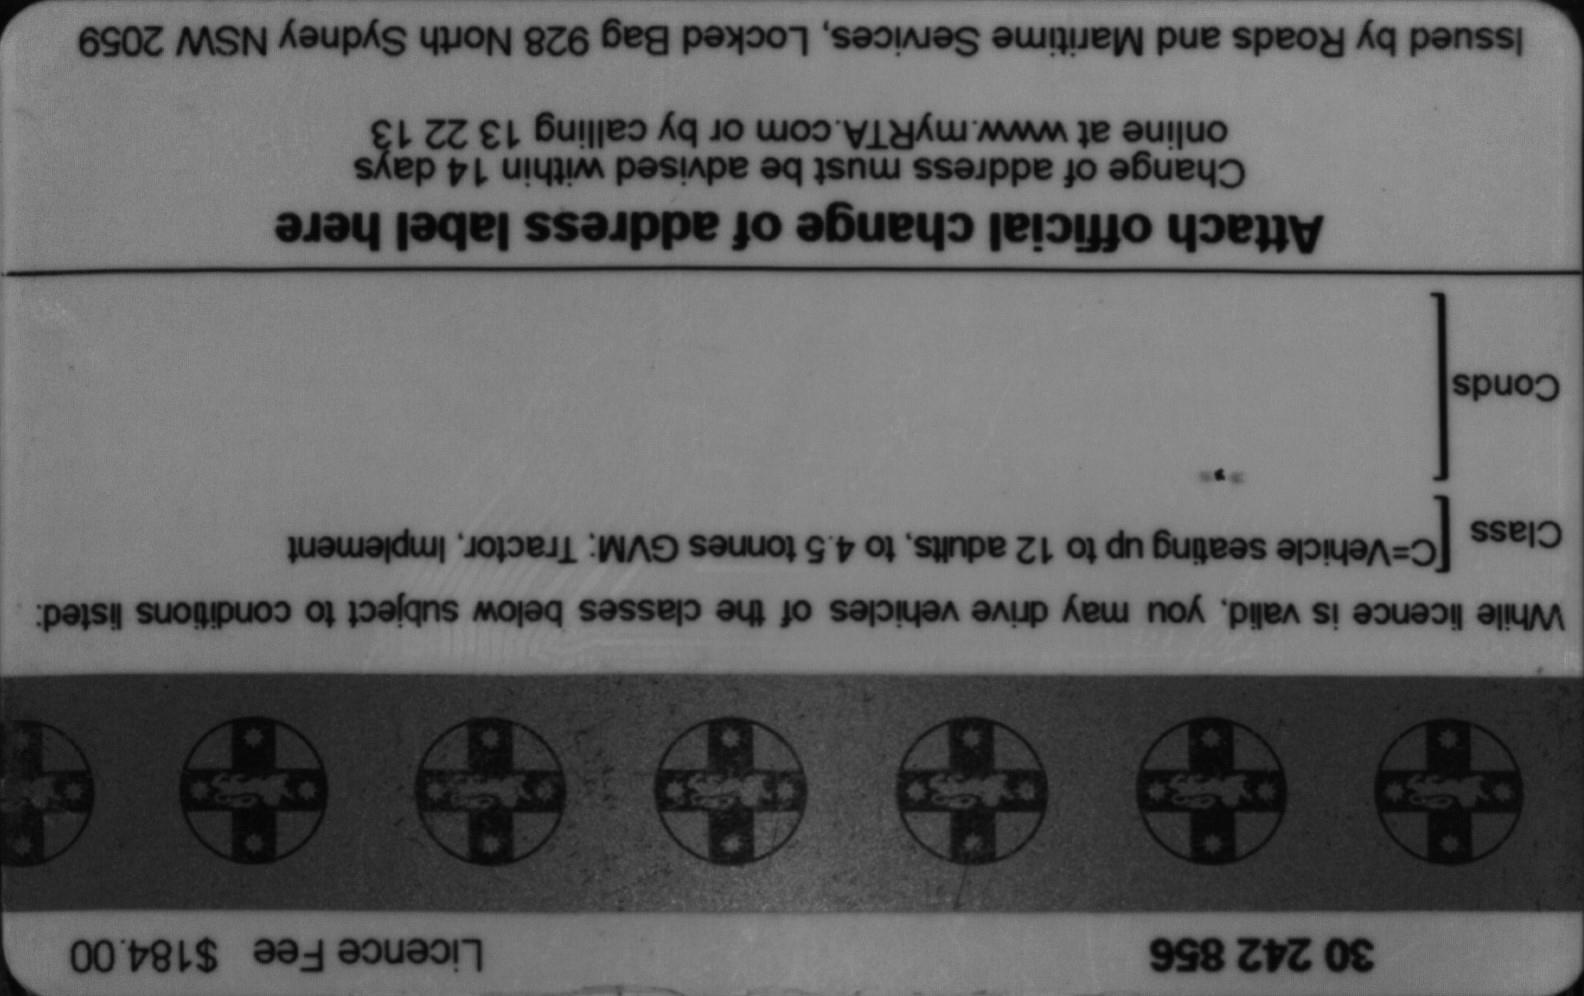 30 242 856 Licence Fee $184.00
While licence is valid, you may drive vehicles of the classes below subject to conditions listed:
Class C=Vehicle seating up to 12 adults, to 4.5 tonnes GVM; Tractor, Implement
Conds
Attach official change of address label here
Change of address must be advised within 14 days
online at www.myRTA.com or by calling 13 22 13
Issued by Roads and Maritime Services, Locked Bag 928 North Sydney NSW 2059